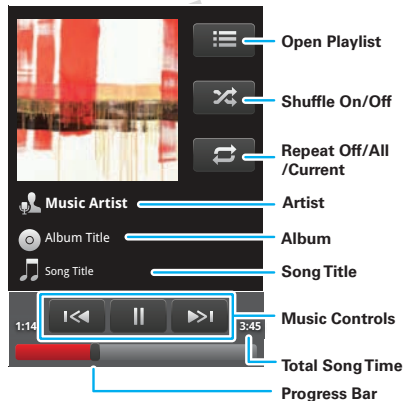 Open Playlist
Shuffle On/Off
Repeat Off/All
/Current
Music Artist
Artist
Album Title
Album
Song Title
Song Title
Music Controls
1:14
3:45
Total Song Time
Progress Bar